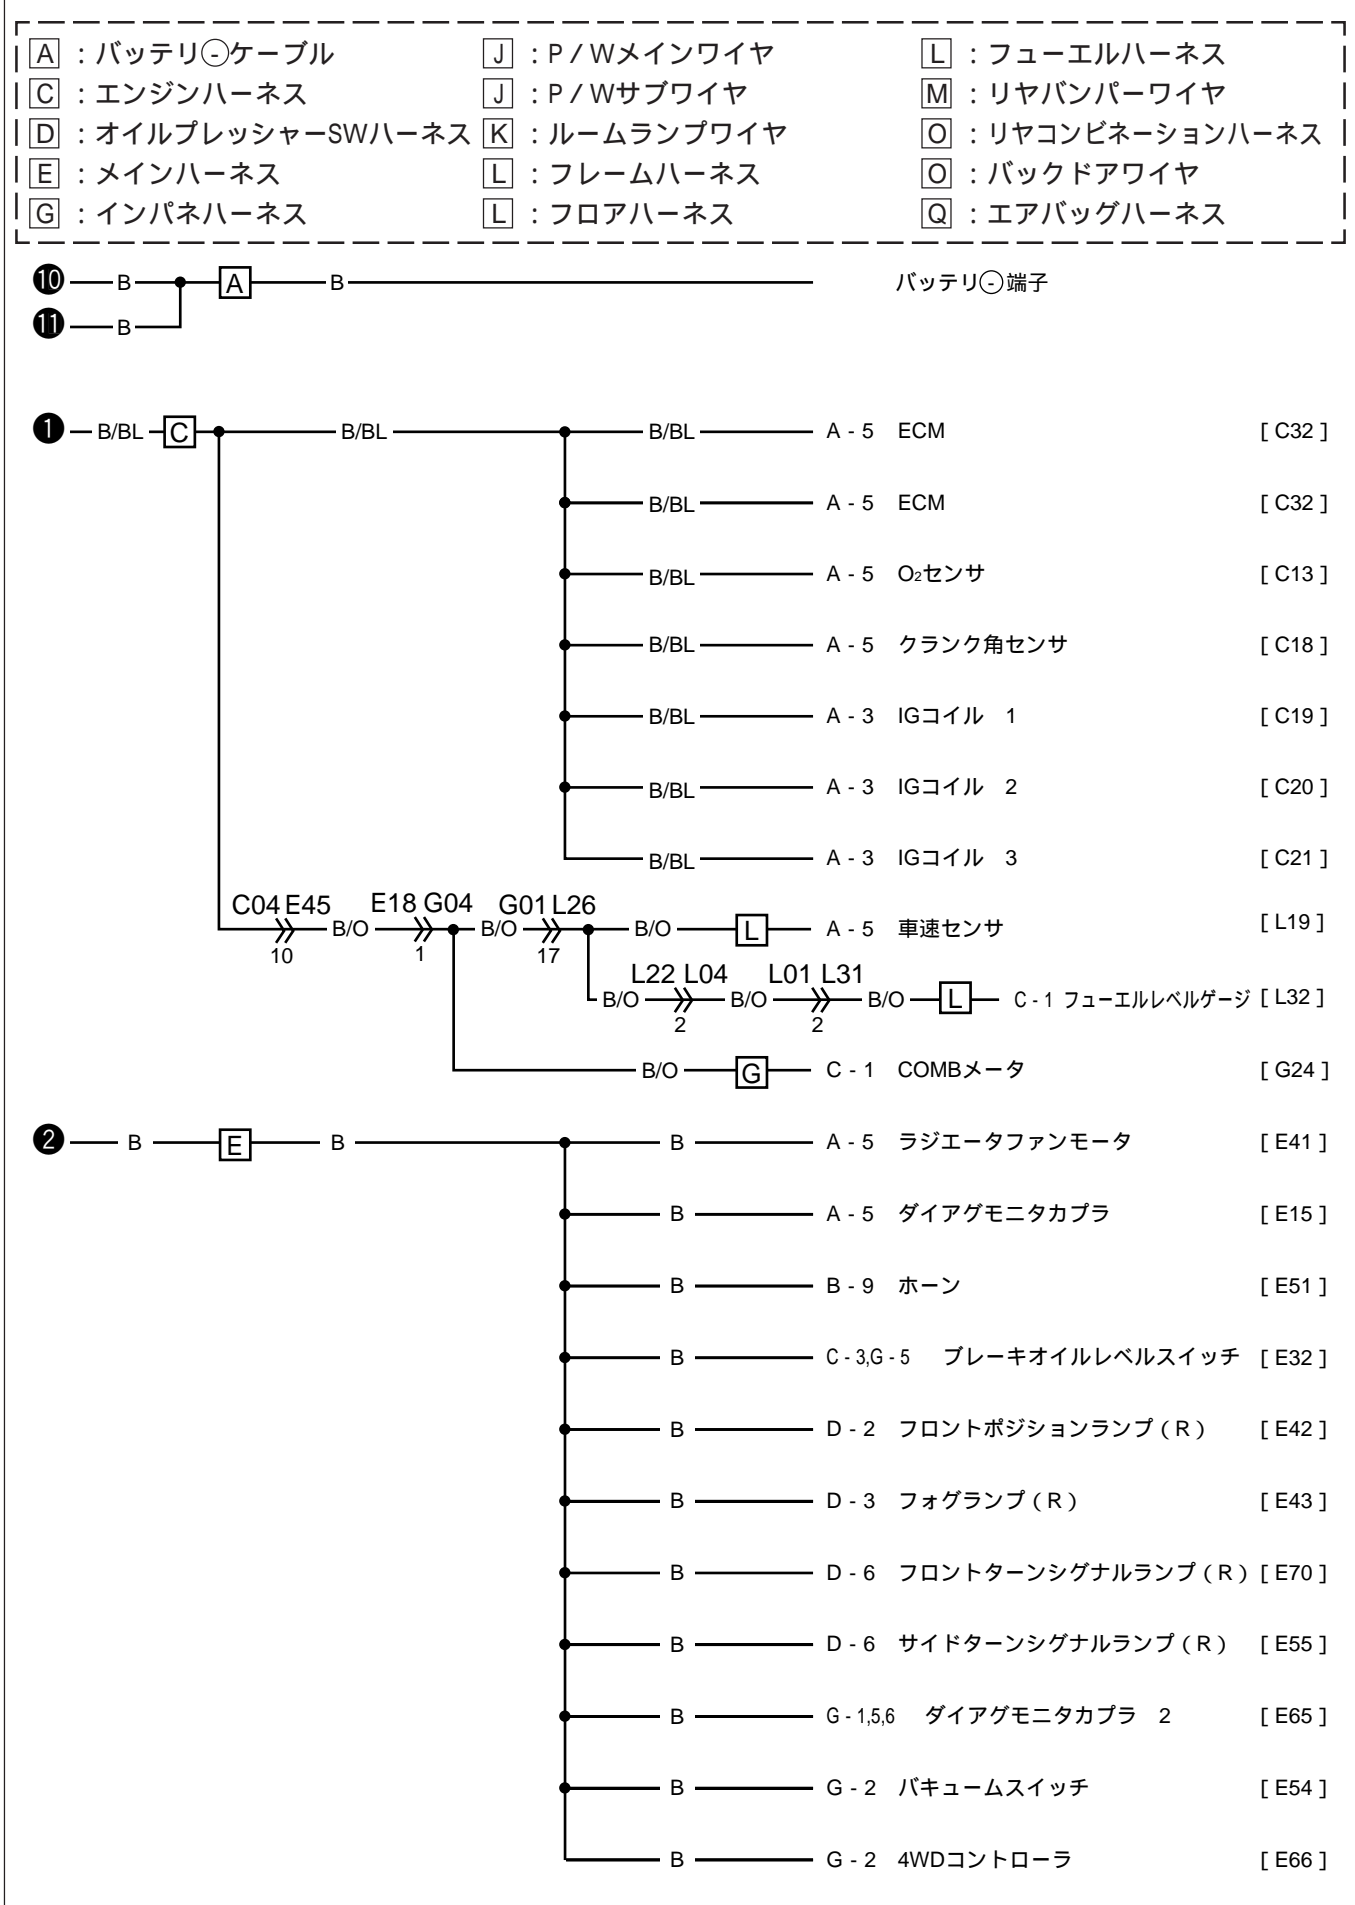 A ：バッテリ⊖ケーブル J ：P／Wメインワイヤ L ：フューエルハーネス
C ：エンジンハーネス J ：P／Wサブワイヤ M ：リヤバンパーワイヤ
D ：オイルプレッシャーSWハーネス K ：ルームランプワイヤ O ：リヤコンビネーションハーネス
E ：メインハーネス L ：フレームハーネス O ：バックドアワイヤ
G ：インパネハーネス L ：フロアハーネス Q ：エアバッグハーネス
❿ B A B バッテリ⊖端子
⓫ B
❶ B/BL C B/BL B/BL A - 5 ECM [ C32 ]
B/BL A - 5 ECM [ C32 ]
B/BL A - 5 O₂センサ [ C13 ]
B/BL A - 5 クランク角センサ [ C18 ]
B/BL A - 3 IGコイル 1 [ C19 ]
B/BL A - 3 IGコイル 2 [ C20 ]
B/BL A - 3 IGコイル 3 [ C21 ]
C04 E45 E18 G04 G01 L26
B/O B/O B/O L A - 5 車速センサ [ L19 ]
10 1 17
L22 L04 L01 L31
B/O B/O B/O L C - 1 フューエルレベルゲージ [ L32 ]
2 2
B/O G C - 1 COMBメータ [ G24 ]
❷ B E B B A - 5 ラジエータファンモータ [ E41 ]
B A - 5 ダイアグモニタカプラ [ E15 ]
B B - 9 ホーン [ E51 ]
B C - 3,G - 5 ブレーキオイルレベルスイッチ [ E32 ]
B D - 2 フロントポジションランプ（R） [ E42 ]
B D - 3 フォグランプ（R） [ E43 ]
B D - 6 フロントターンシグナルランプ（R） [ E70 ]
B D - 6 サイドターンシグナルランプ（R） [ E55 ]
B G - 1,5,6 ダイアグモニタカプラ 2 [ E65 ]
B G - 2 バキュームスイッチ [ E54 ]
B G - 2 4WDコントローラ [ E66 ]